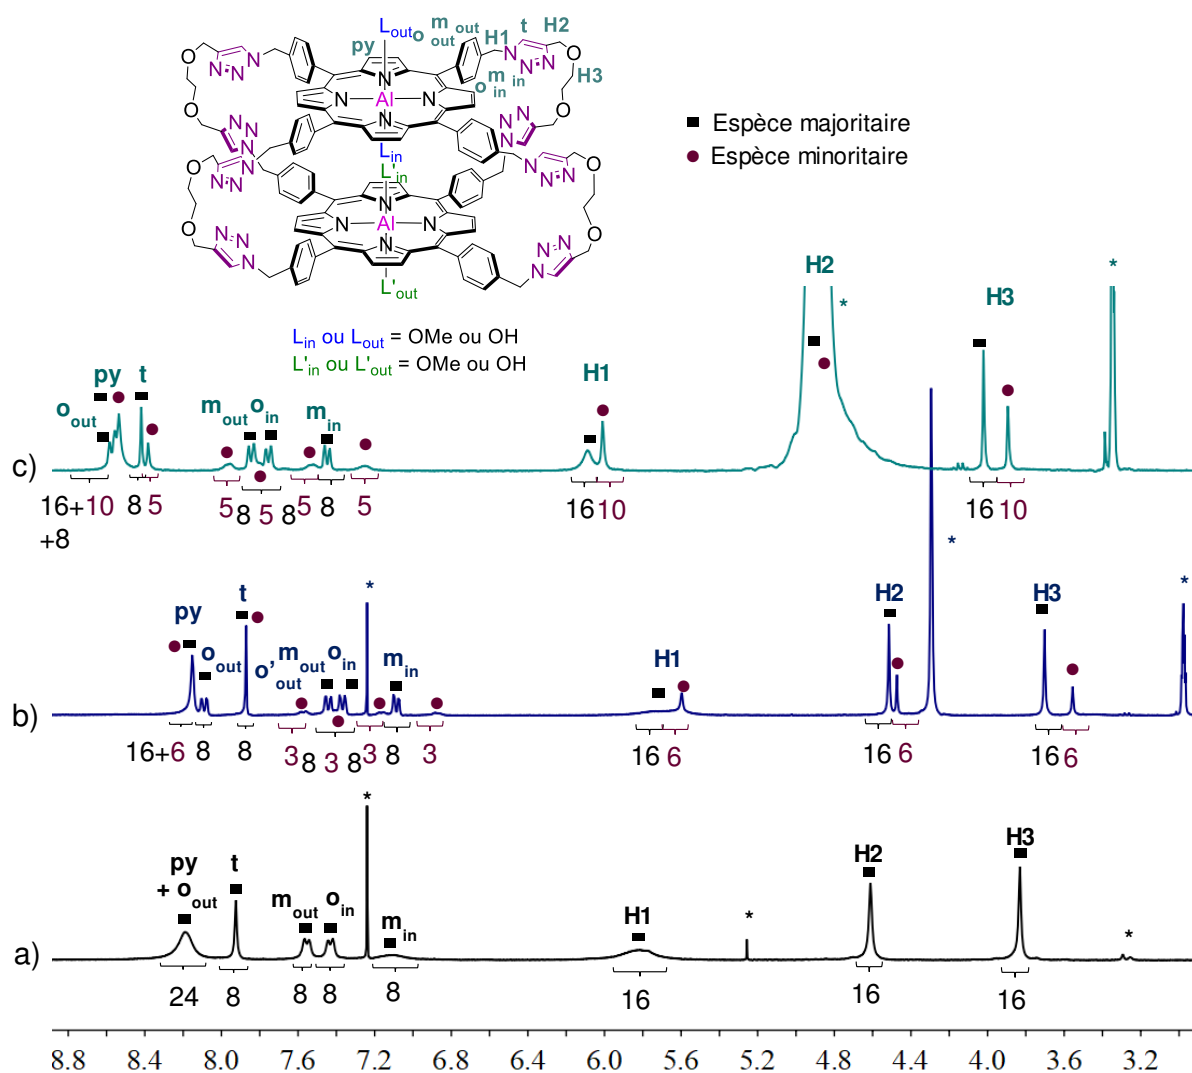 L out o m out out H1 t H2
py
o in m in H3
O O N N N N N N
N N Al N N
O O
L in
L' in
N N Al N N
O O
L' out
L in ou L out = OMe ou OH
L' in ou L' out = OMe ou OH
■ Espèce majoritaire
● Espèce minoritaire
H2 *
* H3
py t H1
o out m out o in m in
c)
16+10 8 5 5 8 5 8 5 8 5 16 10 16 10
+8
*
t * H2 H3 *
py
o out o', m out out o in m in H1
b)
16+6 8 8 3 8 3 8 3 8 3 16 6 16 6 16 6
*
py t H2 H3
+ o out m out o in m in H1 * *
a)
24 8 8 8 8 16 16 16
8.8 8.4 8.0 7.6 7.2 6.8 6.4 6.0 5.6 5.2 4.8 4.4 4.0 3.6 3.2